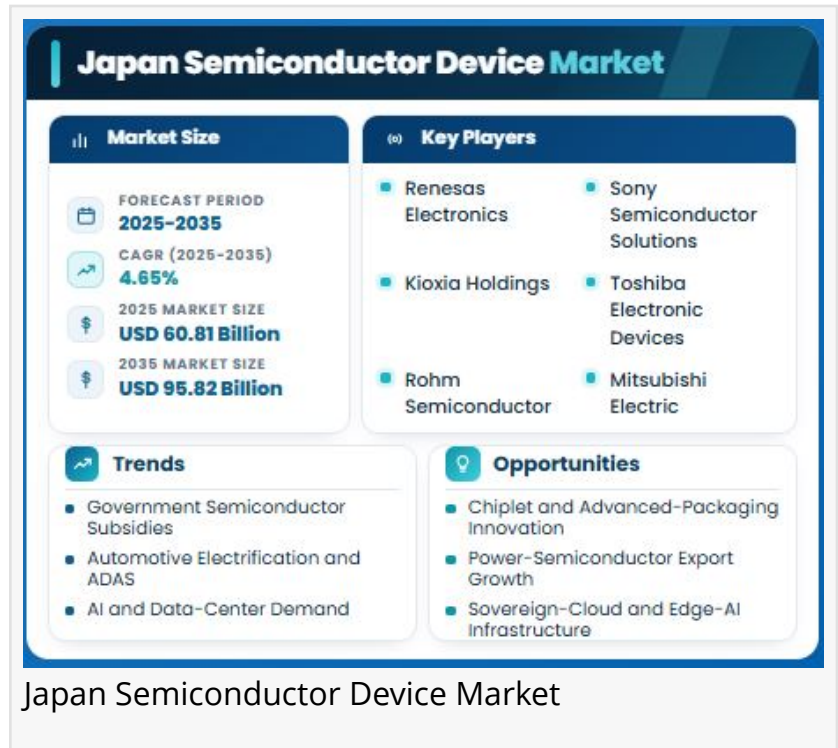 Japan Semiconductor Device Market
Market Size
FORECAST PERIOD
2025-2035
CAGR (2025-2035)
4.65%
2025 MARKET SIZE
USD 60.81 Billion
2035 MARKET SIZE
USD 95.82 Billion
Key Players
Renesas
Electronics
Sony
Semiconductor
Solutions
Kioxia Holdings
Toshiba
Electronic
Devices
Rohm
Semiconductor
Mitsubishi
Electric
Trends
Government Semiconductor
Subsidies
Automotive Electrification and
ADAS
AI and Data-Center Demand
Opportunities
Chiplet and Advanced-Packaging
Innovation
Power-Semiconductor Export
Growth
Sovereign-Cloud and Edge-AI
Infrastructure
Japan Semiconductor Device Market